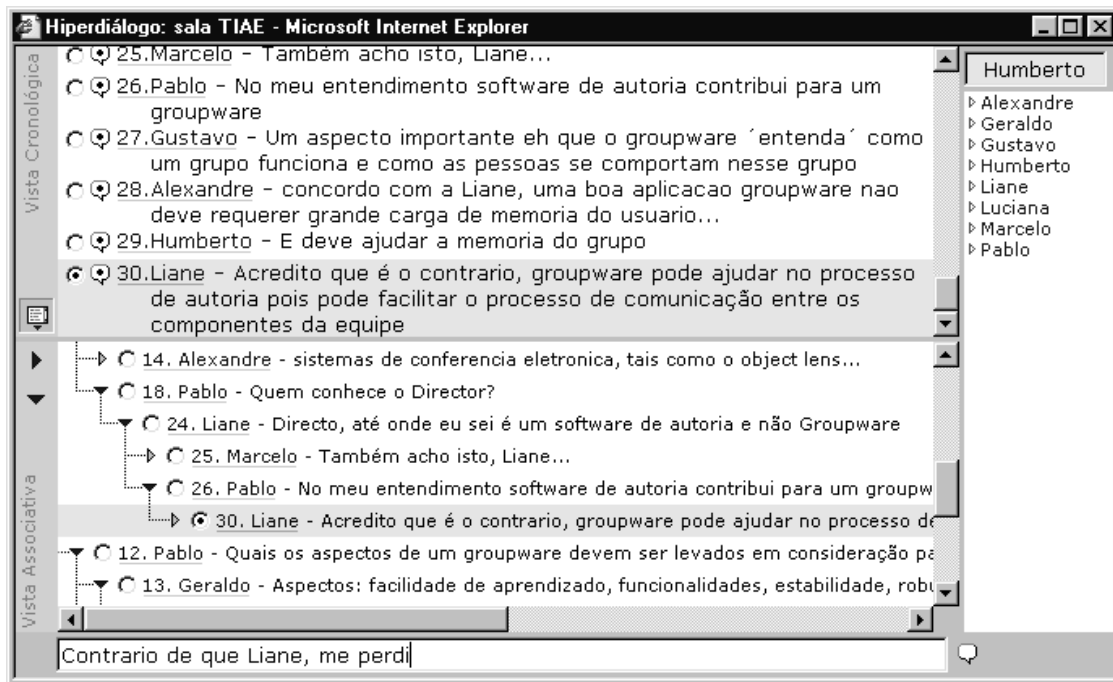 Hiperdiálogo: sala TIAE - Microsoft Internet Explorer
Vista Cronológica
25.Marcelo – Também acho isto, Liane...
26.Pablo – No meu entendimento software de autoria contribui para um
groupware
27.Gustavo – Um aspecto importante eh que o groupware ´entenda´ como
um grupo funciona e como as pessoas se comportam nesse grupo
28.Alexandre – concordo com a Liane, uma boa aplicacao groupware nao
deve requerer grande carga de memoria do usuario...
29.Humberto – E deve ajudar a memoria do grupo
30.Liane – Acredito que é o contrario, groupware pode ajudar no processo
de autoria pois pode facilitar o processo de comunicação entre os
componentes da equipe
Vista Associativa
14. Alexandre - sistemas de conferencia eletronica, tais como o object lens...
18. Pablo - Quem conhece o Director?
24. Liane - Directo, até onde eu sei é um software de autoria e não Groupware
25. Marcelo - Também acho isto, Liane...
26. Pablo - No meu entendimento software de autoria contribui para um groupw
30. Liane - Acredito que é o contrario, groupware pode ajudar no processo de
12. Pablo - Quais os aspectos de um groupware devem ser levados em consideração pa
13. Geraldo - Aspectos: facilidade de aprendizado, funcionalidades, estabilidade, robu
Contrario de que Liane, me perdi
Humberto
Alexandre
Geraldo
Gustavo
Humberto
Liane
Luciana
Marcelo
Pablo